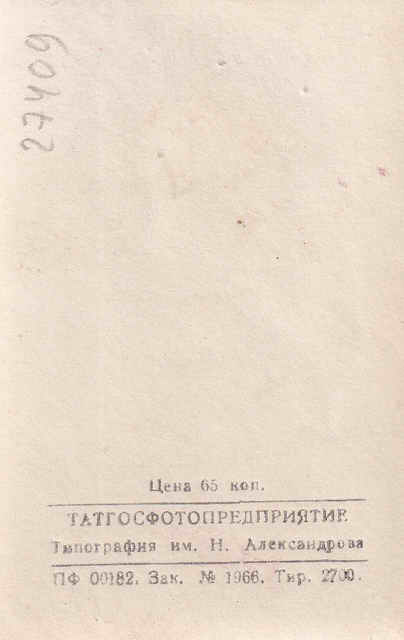 27409
Цена 65 коп.
ТАТГОСФОТОПРЕДПРИЯТИЕ
Типография им. Н. Александрова
ПФ 00182. Зак. № 1966. Тир. 2700.